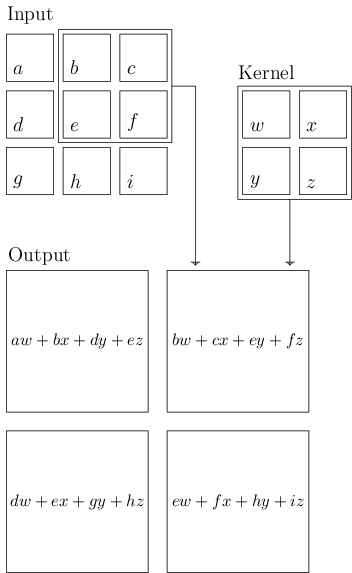 Input
a b c
Kernel
d e f
w x
g h i
y z
Output
aw + bx + dy + ez
bw + cx + ey + fz
dw + ex + gy + hz
ew + fx + hy + iz